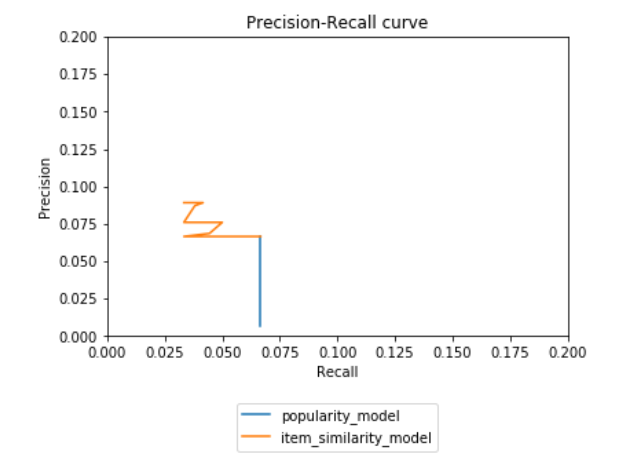 Precision-Recall curve
0.200
0.175
0.150
0.125
0.100
0.075
0.050
0.025
0.000
Precision
0.000 0.025 0.050 0.075 0.100 0.125 0.150 0.175 0.200
Recall
popularity_model
item_similarity_model